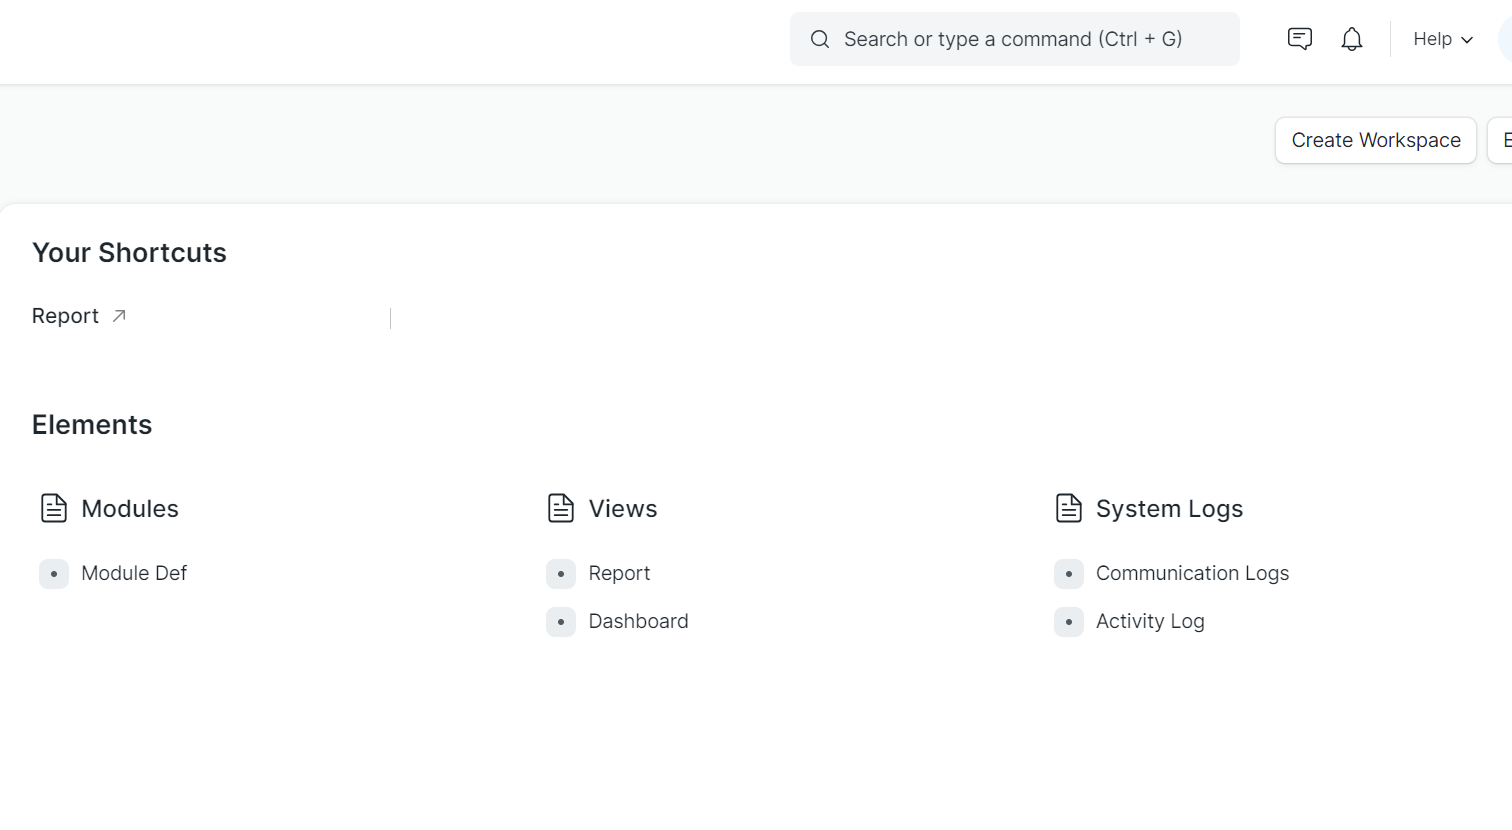 Search or type a command (Ctrl + G)
Help
Create Workspace
E
Your Shortcuts
Report
Elements
Modules
Views
System Logs
Module Def
Report
Communication Logs
Dashboard
Activity Log